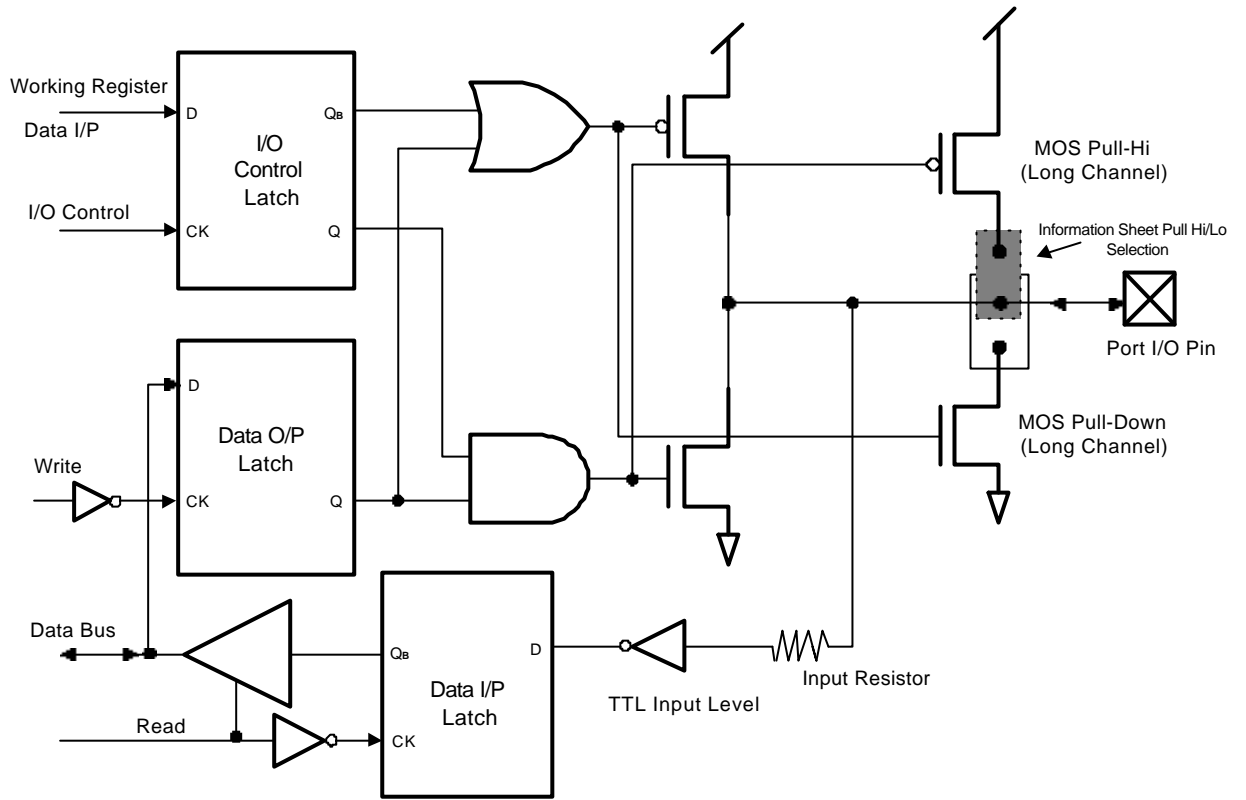 Working Register
Data I/P
D
QB
I/O
Control
Latch
I/O Control
CK
Q
MOS Pull-Hi
(Long Channel)
Information Sheet Pull Hi/Lo
Selection
Port I/O Pin
D
Data O/P
Latch
Write
CK
Q
MOS Pull-Down
(Long Channel)
Data Bus
QB
D
Data I/P
Latch
TTL Input Level
Input Resistor
Read
CK